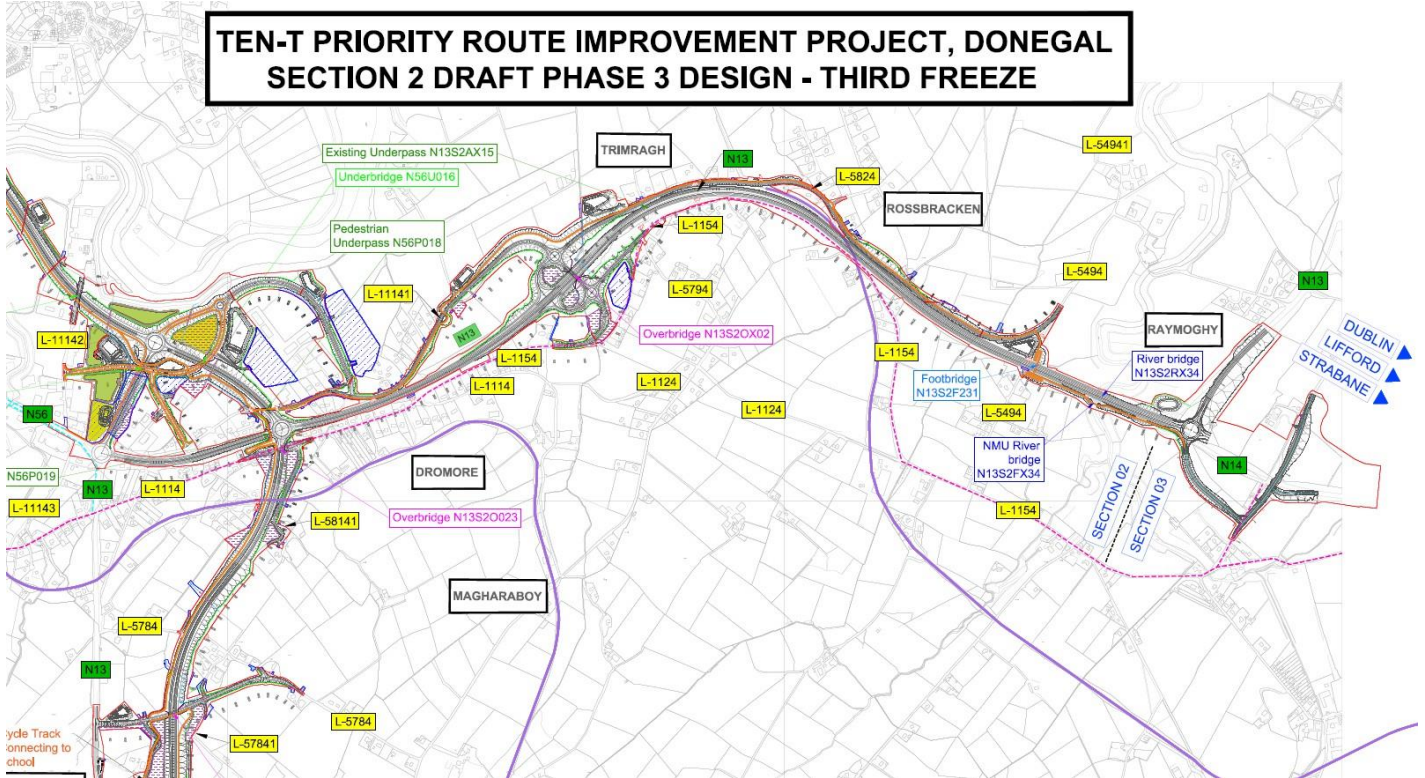 TEN-T PRIORITY ROUTE IMPROVEMENT PROJECT, DONEGAL
SECTION 2 DRAFT PHASE 3 DESIGN - THIRD FREEZE
Existing Underpass N13S2AX15
Underbridge N56U016
Pedestrian
Underpass N56P018
TRIMRAGH
N13
L-5824
L-54941
ROSSBRACKEN
L-1154
L-5494
N13
L-11141
L-5794
RAYMOGHY
DUBLIN
LIFFORD
STRABANE
L-11142
N13
Overbridge N13S2OX02
L-1154
L-1154
River bridge
N13S2RX34
L-1114
L-1124
Footbridge
N13S2F231
L-1124
L-5494
N56
NMU River
bridge
N13S2FX34
N56P019
N13
L-1114
DROMORE
N14
L-11143
L-58141
Overbridge N13S2O023
L-1154
SECTION 02
SECTION 03
MAGHARABOY
L-5784
N13
L-5784
L-57841
ycle Track
onnecting to
chool